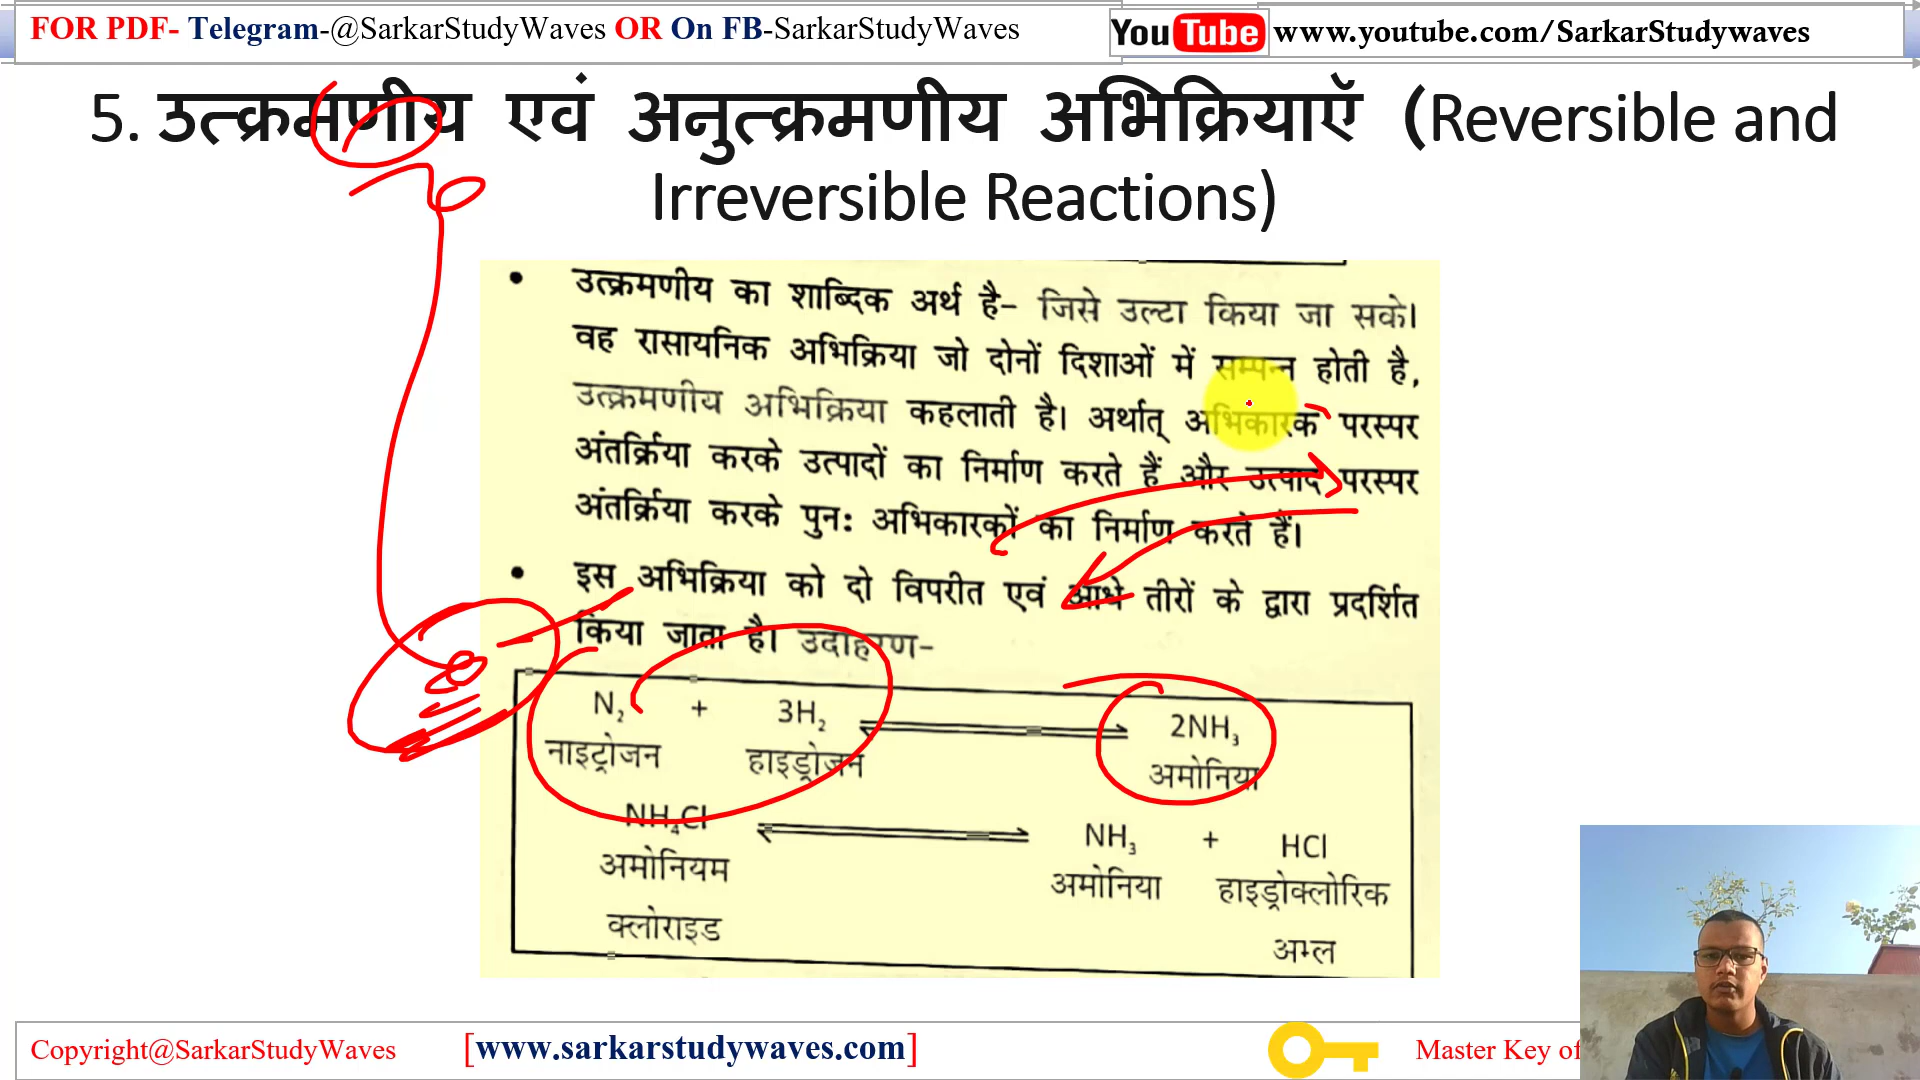 FOR PDF- Telegram-@SarkarStudyWaves OR On FB-SarkarStudyWaves
YouTube www.youtube.com/SarkarStudywaves
5. उत्क्रमणीय एवं अनुत्क्रमणीय अभिक्रियाऍ (Reversible and
Irreversible Reactions)
• उत्क्रमणीय का शाब्दिक अर्थ है- जिसे उल्टा किया जा सके।
वह रासायनिक अभिक्रिया जो दोनों दिशाओं में सम्पन्न होती है,
उत्क्रमणीय अभिक्रिया कहलाती है। अर्थात् अभिकारक परस्पर
अंतर्क्रिया करके उत्पादों का निर्माण करते हैं और उत्पाद परस्पर
अंतर्क्रिया करके पुन: अभिकारकों का निर्माण करते हैं।
• इस अभिक्रिया को दो विपरीत एवं आधे तीरों के द्वारा प्रदर्शित
किया जाता है। उदाहरण-
N₂ + 3H₂ ⇌ 2NH₃
नाइट्रोजन हाइड्रोजन अमोनिया
NH₄Cl ⇌ NH₃ + HCl
अमोनियम अमोनिया हाइड्रोक्लोरिक
क्लोराइड अम्ल
Copyright@SarkarStudyWaves [www.sarkarstudywaves.com] Master Key of